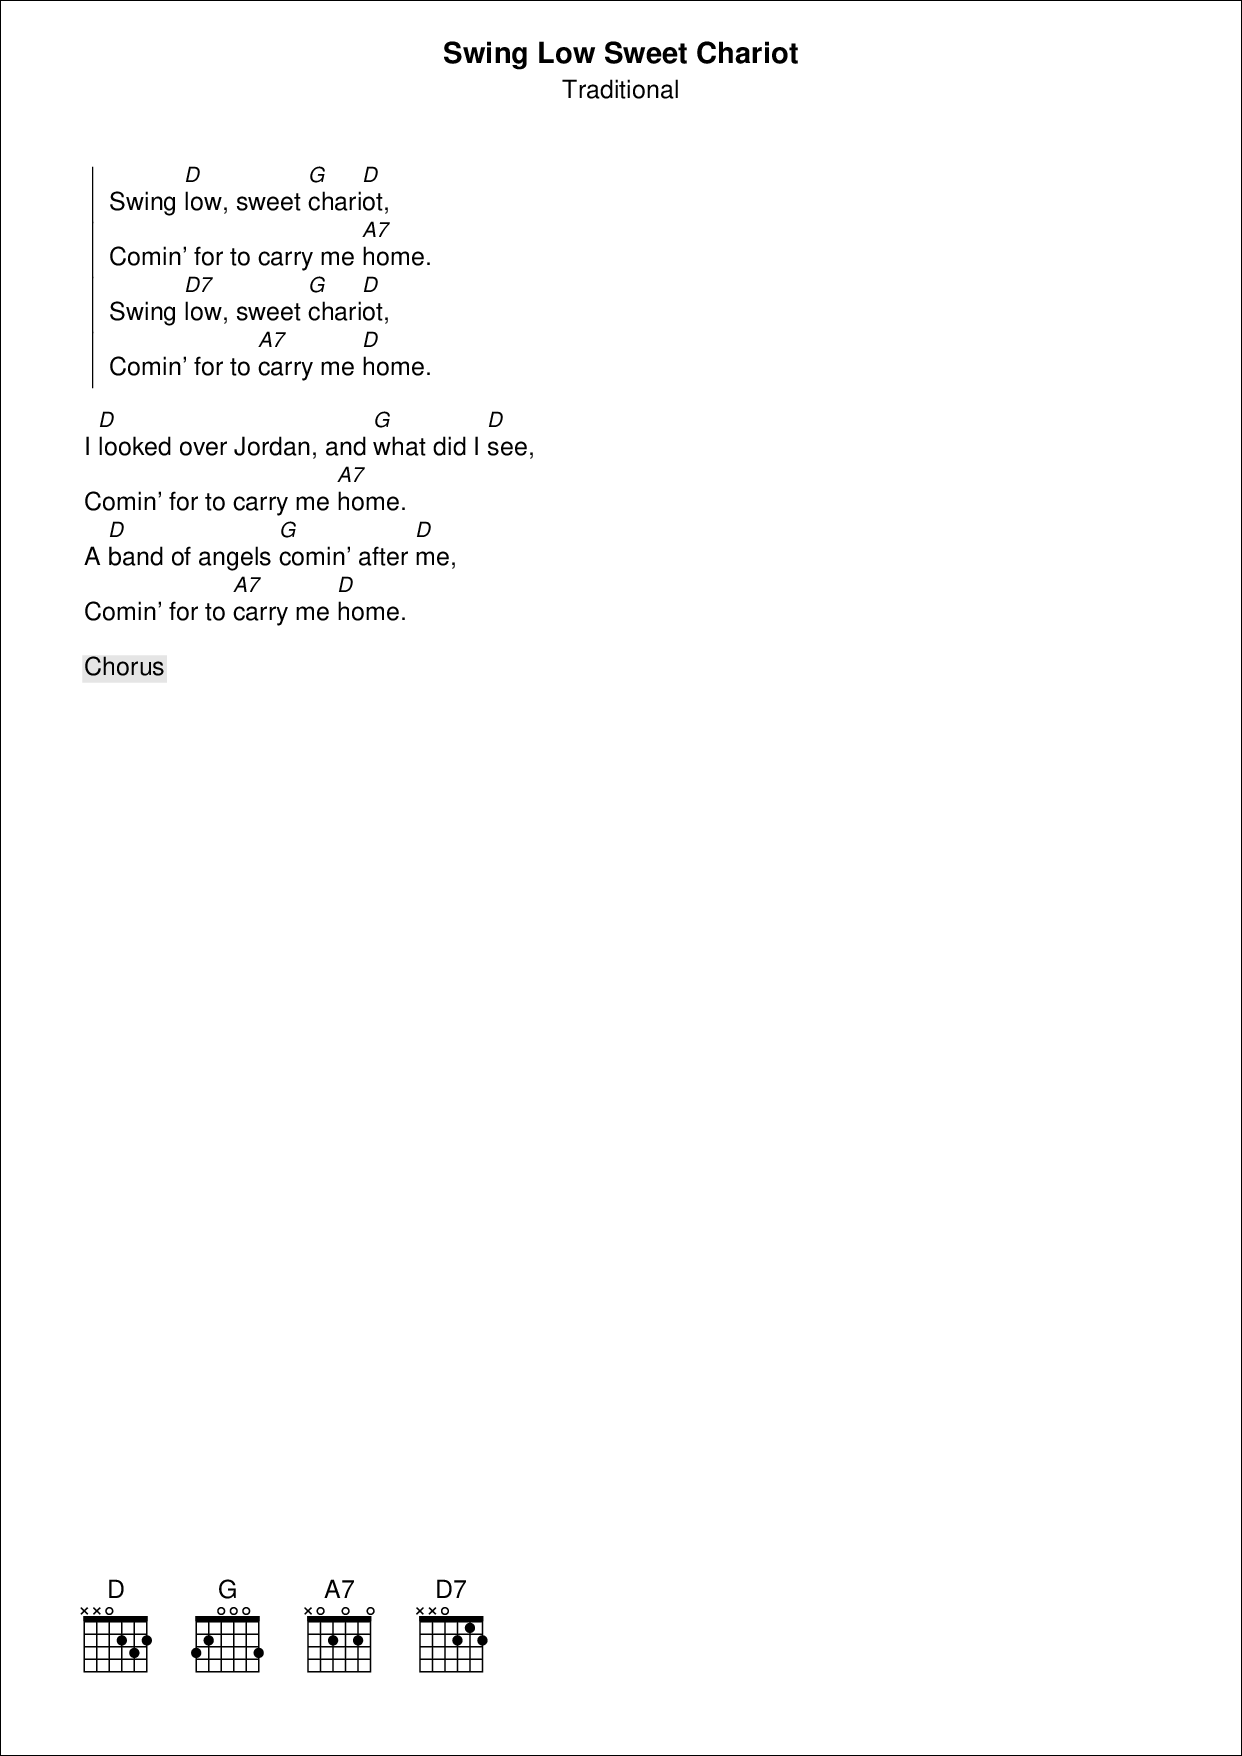 Swing Low Sweet Chariot
Traditional
D G D
Swing low, sweet chariot,
A7
Comin' for to carry me home.
D7 G D
Swing low, sweet chariot,
A7 D
Comin' for to carry me home.
D G D
I looked over Jordan, and what did I see,
A7
Comin' for to carry me home.
D G D
A band of angels comin' after me,
A7 D
Comin' for to carry me home.
Chorus
D G A7 D7